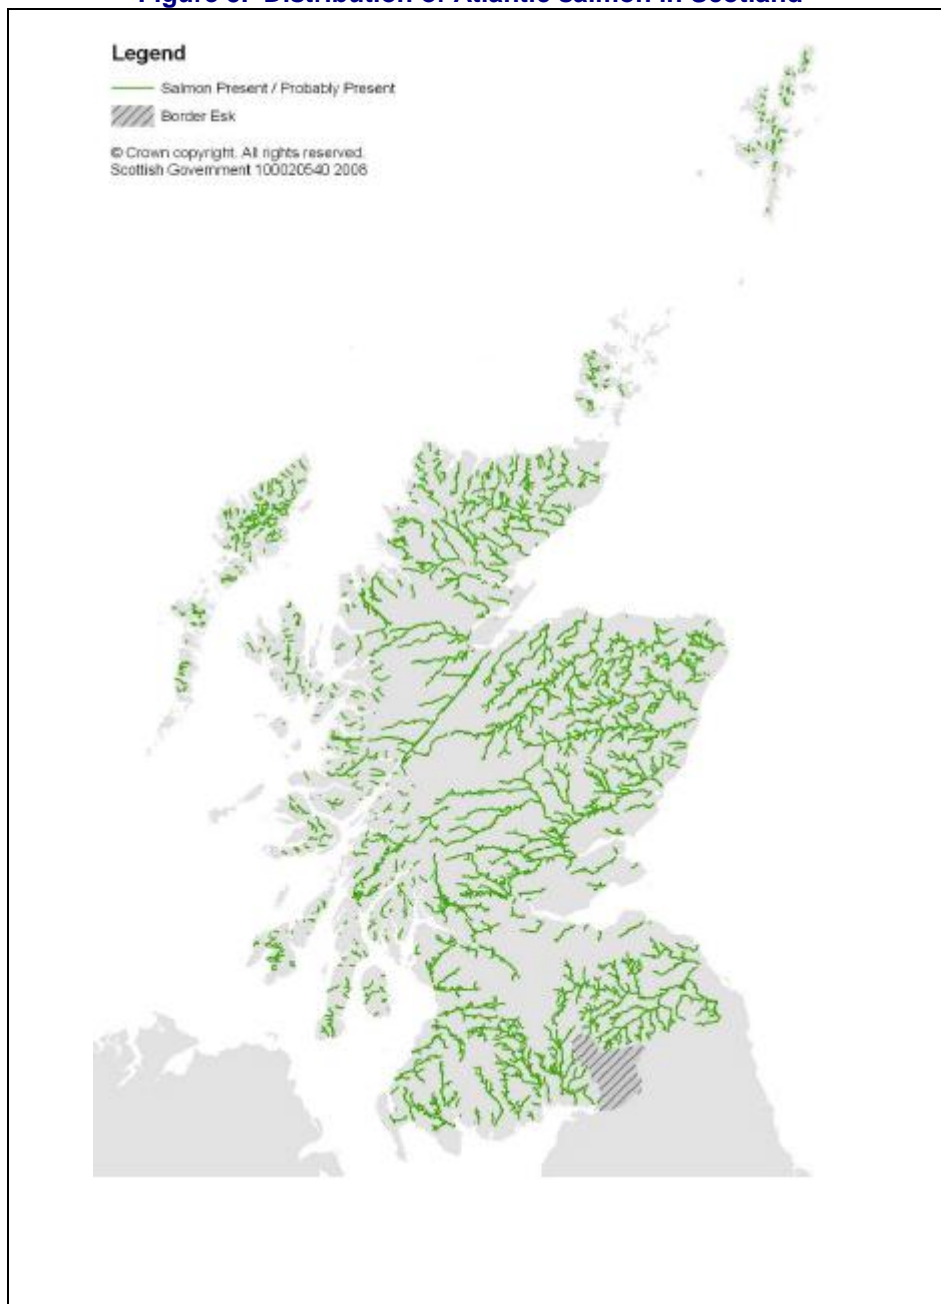 Figure 3. Distribution of Atlantic salmon in Scotland
Legend
Salmon Present / Probably Present
Border Esk
© Crown copyright. All rights reserved.
Scottish Government 100020540 2008